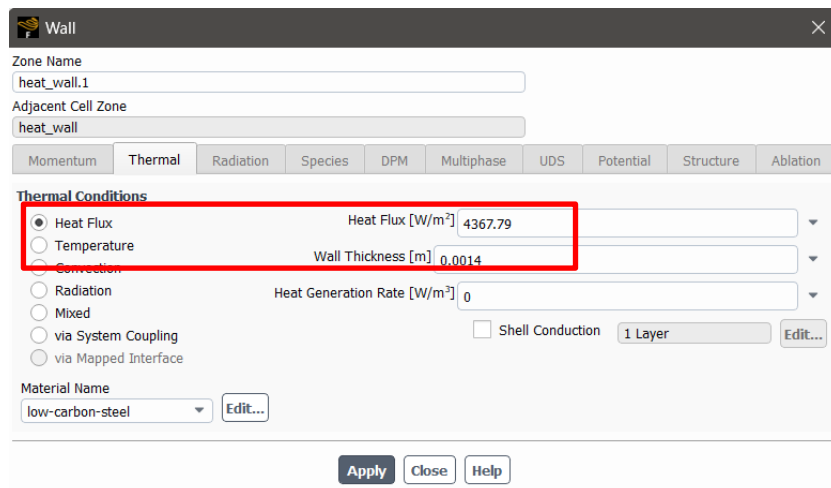 Wall
Zone Name
heat_wall.1
Adjacent Cell Zone
heat_wall
Momentum Thermal Radiation Species DPM Multiphase UDS Potential Structure Ablation
Thermal Conditions
Heat Flux Heat Flux [W/m²] 4367.79
Temperature
Wall Thickness [m] 0.0014
Convection
Radiation Heat Generation Rate [W/m³] 0
Mixed
Shell Conduction 1 Layer Edit...
via System Coupling
via Mapped Interface
Material Name
low-carbon-steel Edit...
Apply Close Help